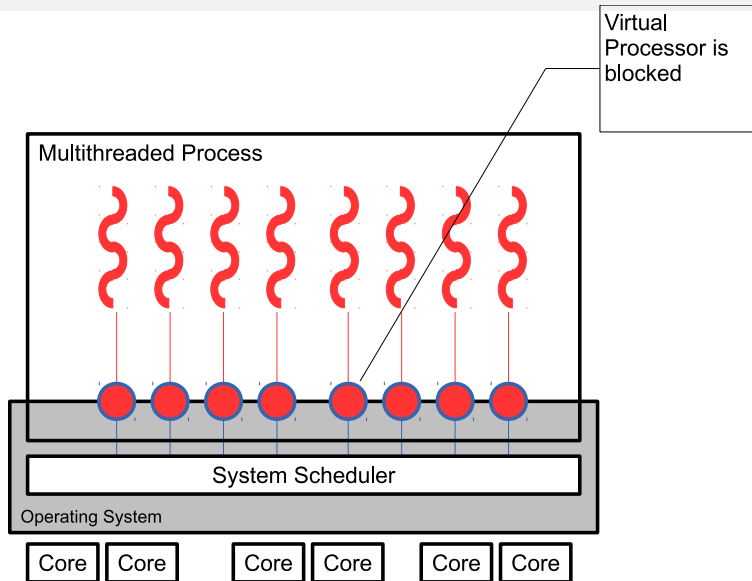 Virtual
Processor is
blocked
Multithreaded Process
System Scheduler
Operating System
Core Core Core Core Core Core